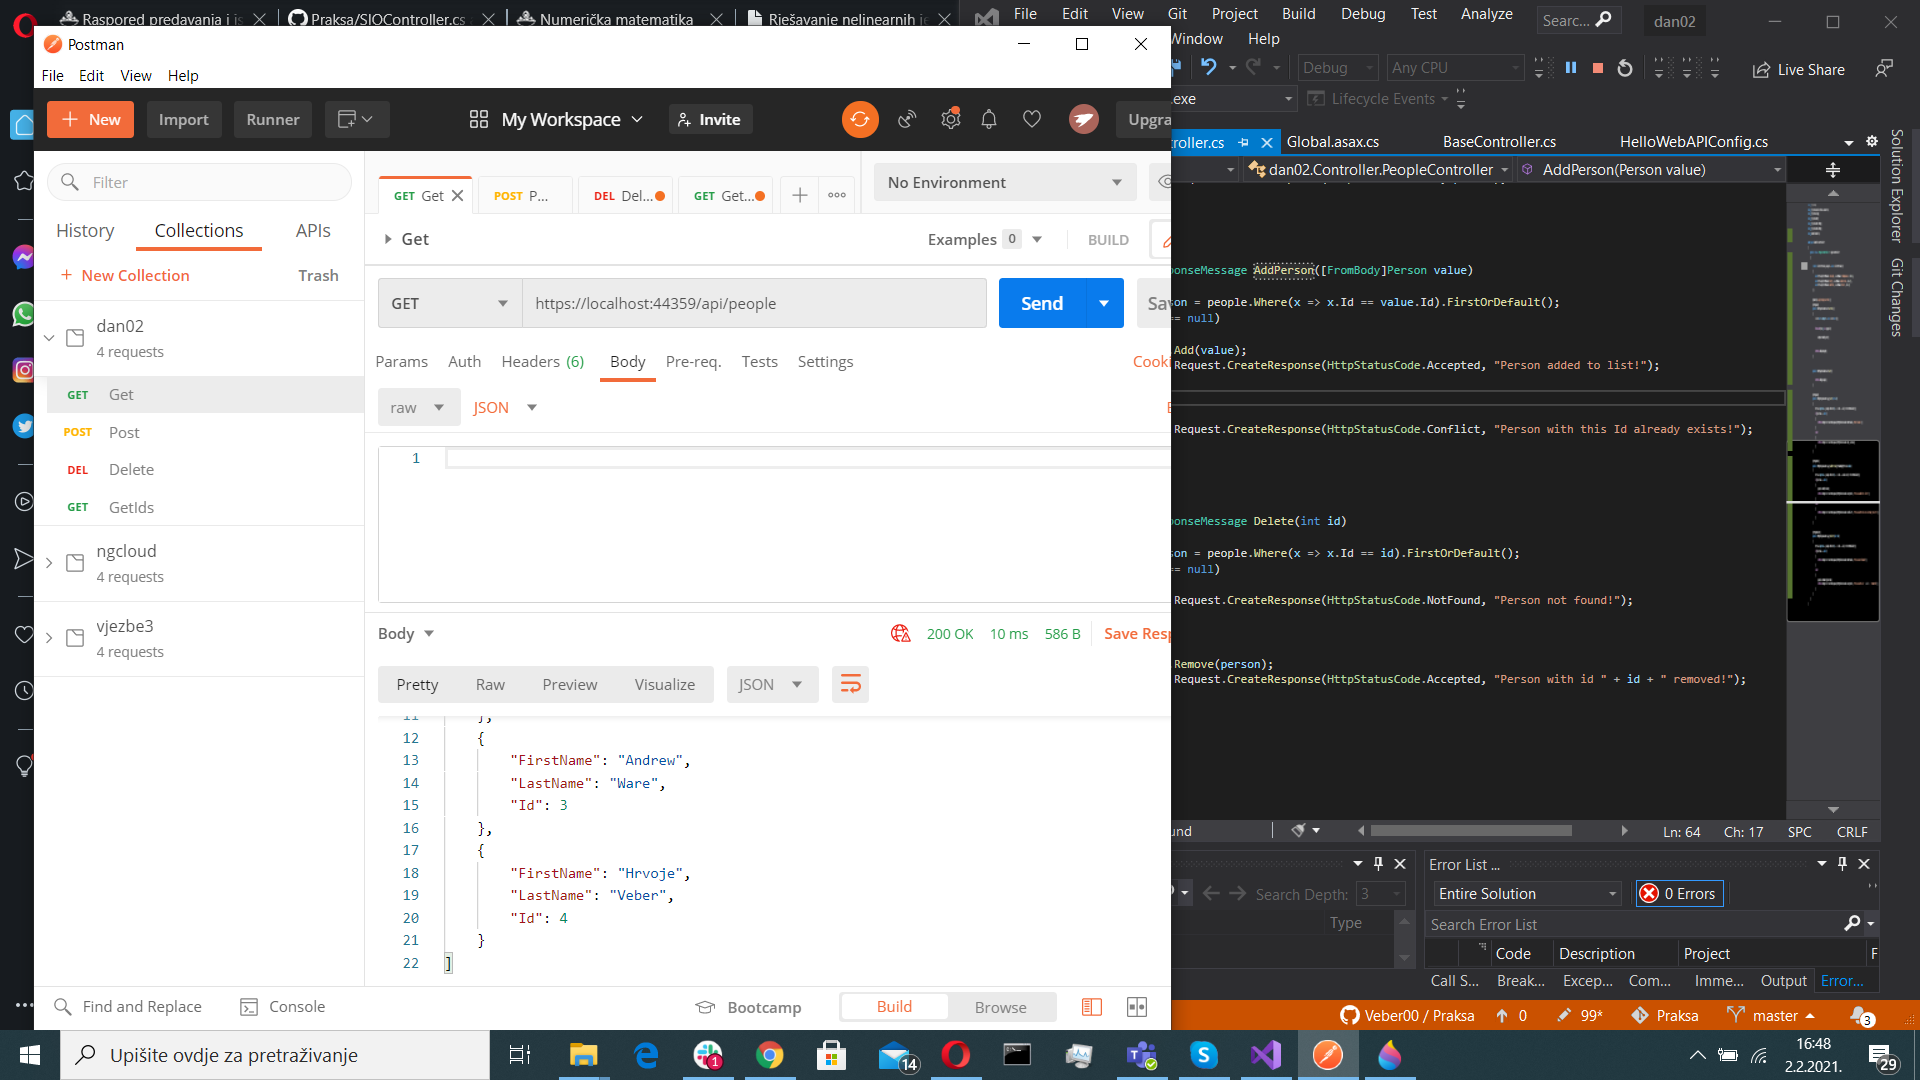 Raspored predavanja i is
Praksa/SIOController.cs
Numerička matematika
Rješavanje nelinearnih je
Postman
File Edit View Help
New Import Runner My Workspace Invite Upgra
Filter
History Collections APIs
New Collection Trash
dan02
4 requests
GET Get
POST Post
DEL Delete
GET GetIds
ngcloud
4 requests
vjezbe3
4 requests
GET Get
POST P...
DEL Del...
GET Get...
No Environment
Get
Examples 0
BUILD
GET
https://localhost:44359/api/people
Send
Sav
Params Auth Headers (6) Body Pre-req. Tests Settings Cooki
raw JSON
1
Body
200 OK 10 ms 586 B Save Resp
Pretty Raw Preview Visualize JSON
11 },
12 {
13 "FirstName": "Andrew",
14 "LastName": "Ware",
15 "Id": 3
16 },
17 {
18 "FirstName": "Hrvoje",
19 "LastName": "Veber",
20 "Id": 4
21 }
22 ]
Find and Replace Console Bootcamp Build Browse
File Edit View Git Project Build Debug Test Analyze
Window Help
Searc...
dan02
Debug Any CPU Live Share
.exe Lifecycle Events
roller.cs Global.asax.cs BaseController.cs HelloWebAPIConfig.cs
dan02.Controller.PeopleController AddPerson(Person value)
Solution Explorer
Git Changes
onseMessage AddPerson([FromBody]Person value)
son = people.Where(x => x.Id == value.Id).FirstOrDefault();
== null)
Add(value);
Request.CreateResponse(HttpStatusCode.Accepted, "Person added to list!");
Request.CreateResponse(HttpStatusCode.Conflict, "Person with this Id already exists!");
onseMessage Delete(int id)
son = people.Where(x => x.Id == id).FirstOrDefault();
== null)
Request.CreateResponse(HttpStatusCode.NotFound, "Person not found!");
.Remove(person);
Request.CreateResponse(HttpStatusCode.Accepted, "Person with id " + id + " removed!");
und
Ln: 64 Ch: 17 SPC CRLF
Search Depth: 3
Type
Error List ...
Entire Solution
0 Errors
Search Error List
Code Description Project F
Call S... Break... Excep... Com... Imme... Output Error...
Veber00 / Praksa 0 99* Praksa master 3
Upišite ovdje za pretraživanje
1
14
16:48
2.2.2021.
29